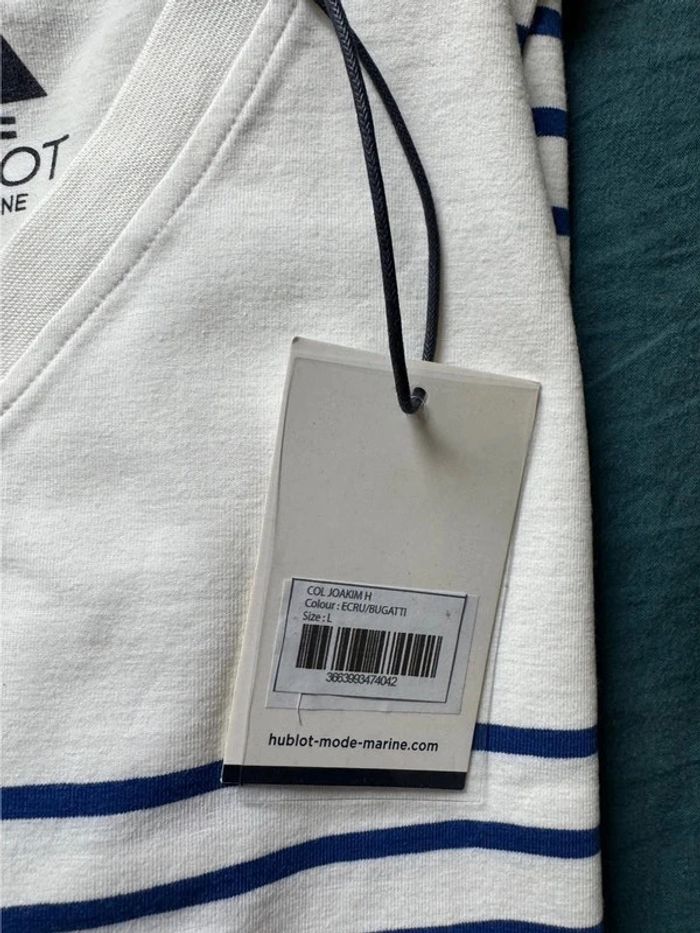 OT
NE
COL JOAKIM H
Colour : ECRU/BUGATTI
Size : L
3663993474042
hublot-mode-marine.com